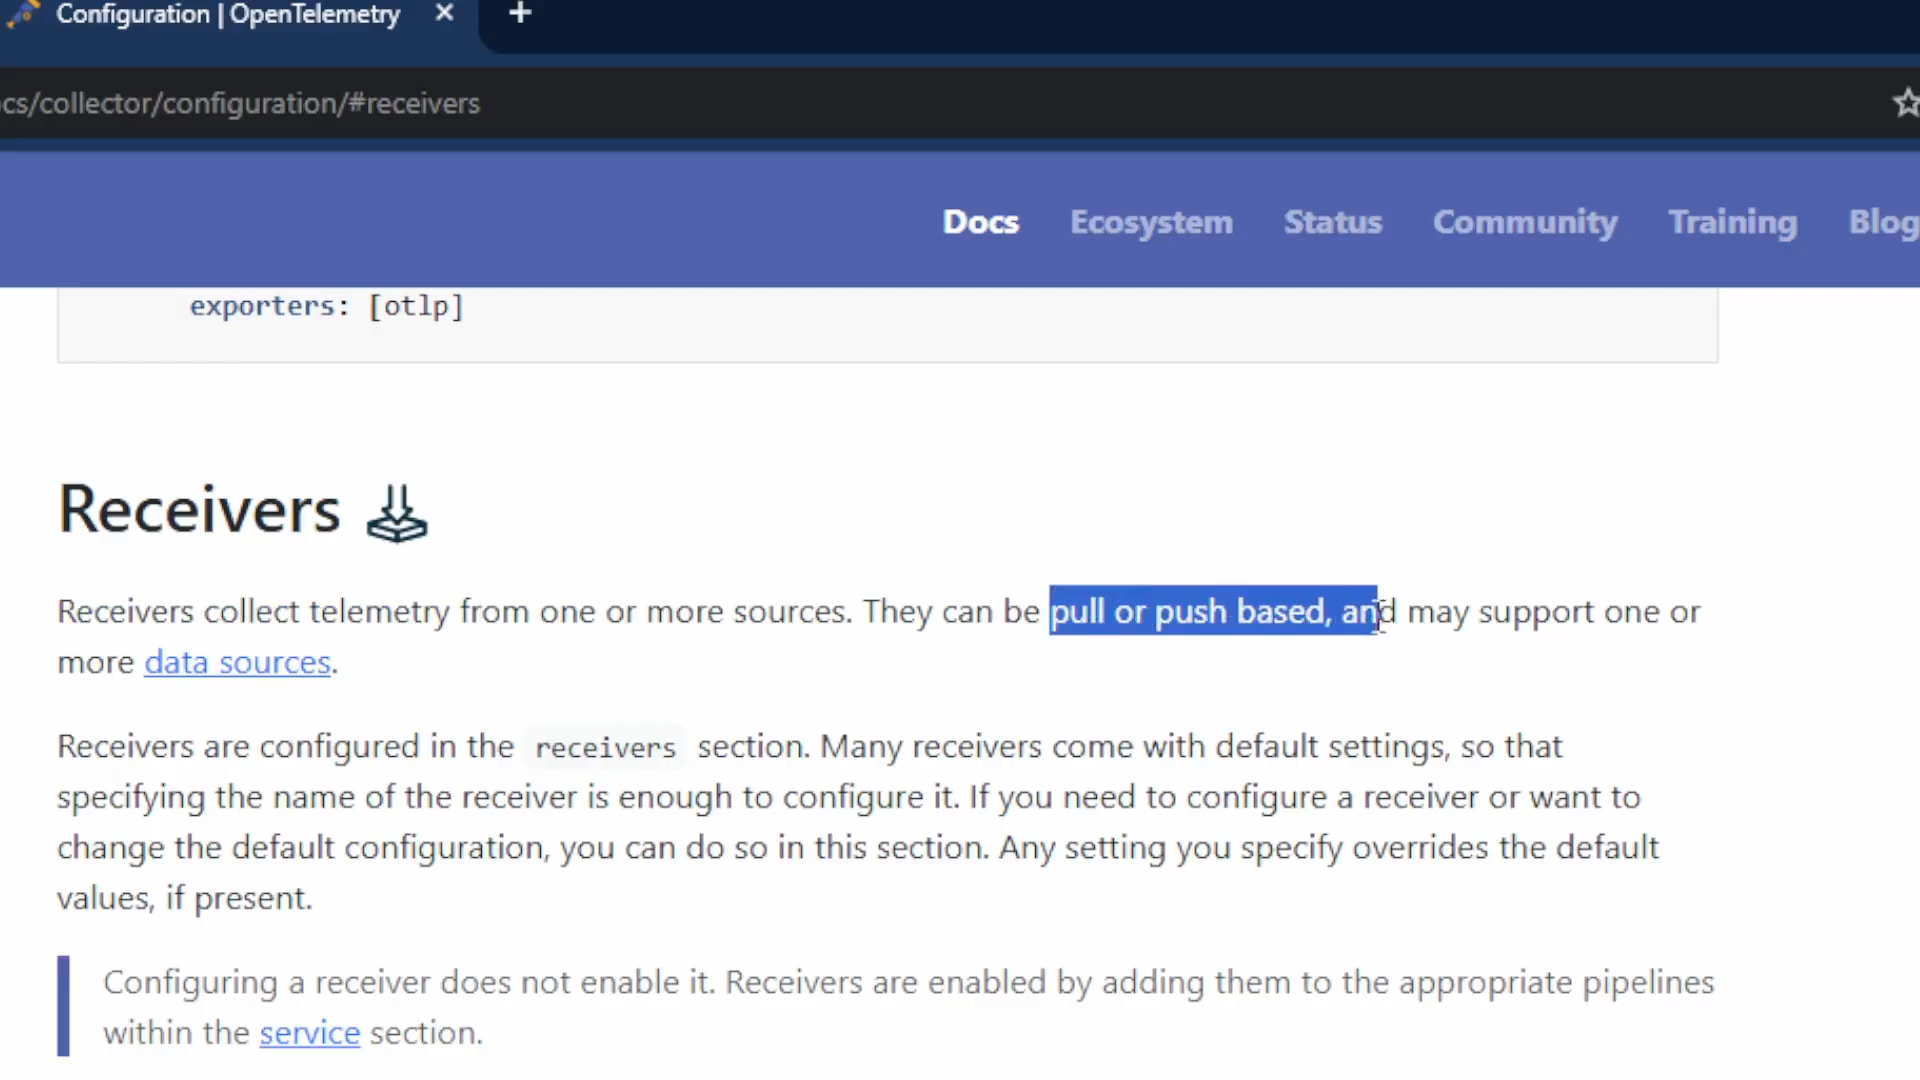 Configuration | OpenTelemetry
cs/collector/configuration/#receivers
Docs Ecosystem Status Community Training Blog
exporters: [otlp]
Receivers
Receivers collect telemetry from one or more sources. They can be pull or push based, and may support one or
more data sources.
Receivers are configured in the receivers section. Many receivers come with default settings, so that
specifying the name of the receiver is enough to configure it. If you need to configure a receiver or want to
change the default configuration, you can do so in this section. Any setting you specify overrides the default
values, if present.
Configuring a receiver does not enable it. Receivers are enabled by adding them to the appropriate pipelines
within the service section.